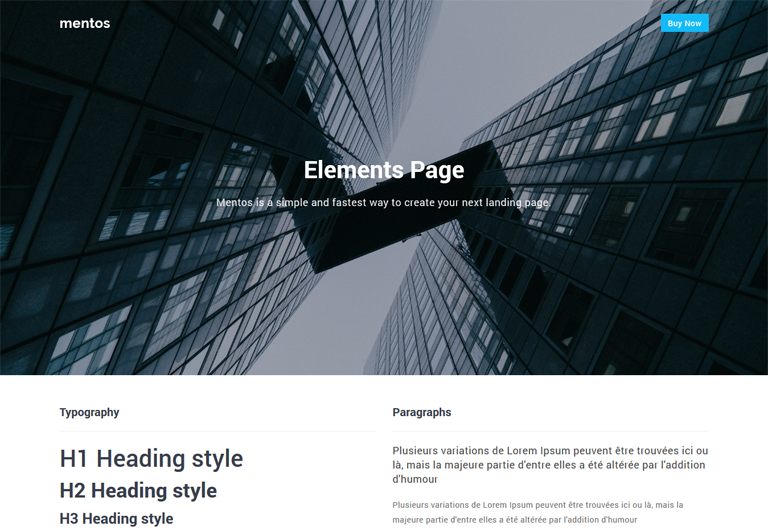 mentos
Buy Now
Elements Page
Mentos is a simple and fastest way to create your next landing page.
Typography
H1 Heading style
H2 Heading style
H3 Heading style
Paragraphs
Plusieurs variations de Lorem Ipsum peuvent être trouvées ici ou
là, mais la majeure partie d'entre elles a été altérée par l'addition
d'humour
Plusieurs variations de Lorem Ipsum peuvent être trouvées ici ou là, mais la
majeure partie d'entre elles a été altérée par l'addition d'humour